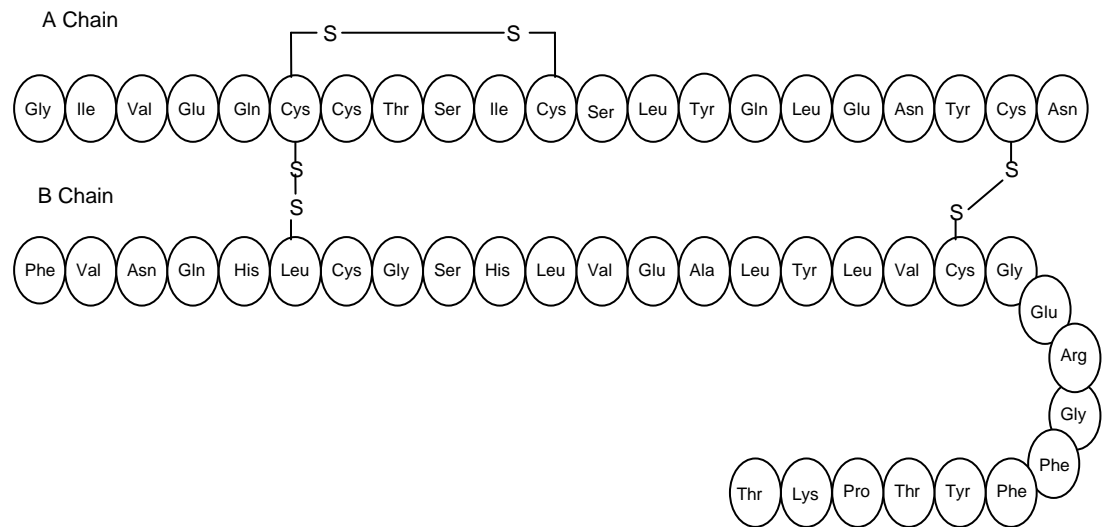 A Chain
S S
Gly Ile Val Glu Gln Cys Cys Thr Ser Ile Cys Ser Leu Tyr Gln Leu Glu Asn Tyr Cys Asn
S S
B Chain
S S
Phe Val Asn Gln His Leu Cys Gly Ser His Leu Val Glu Ala Leu Tyr Leu Val Cys Gly
Glu
Arg
Gly
Phe
Thr Lys Pro Thr Tyr Phe